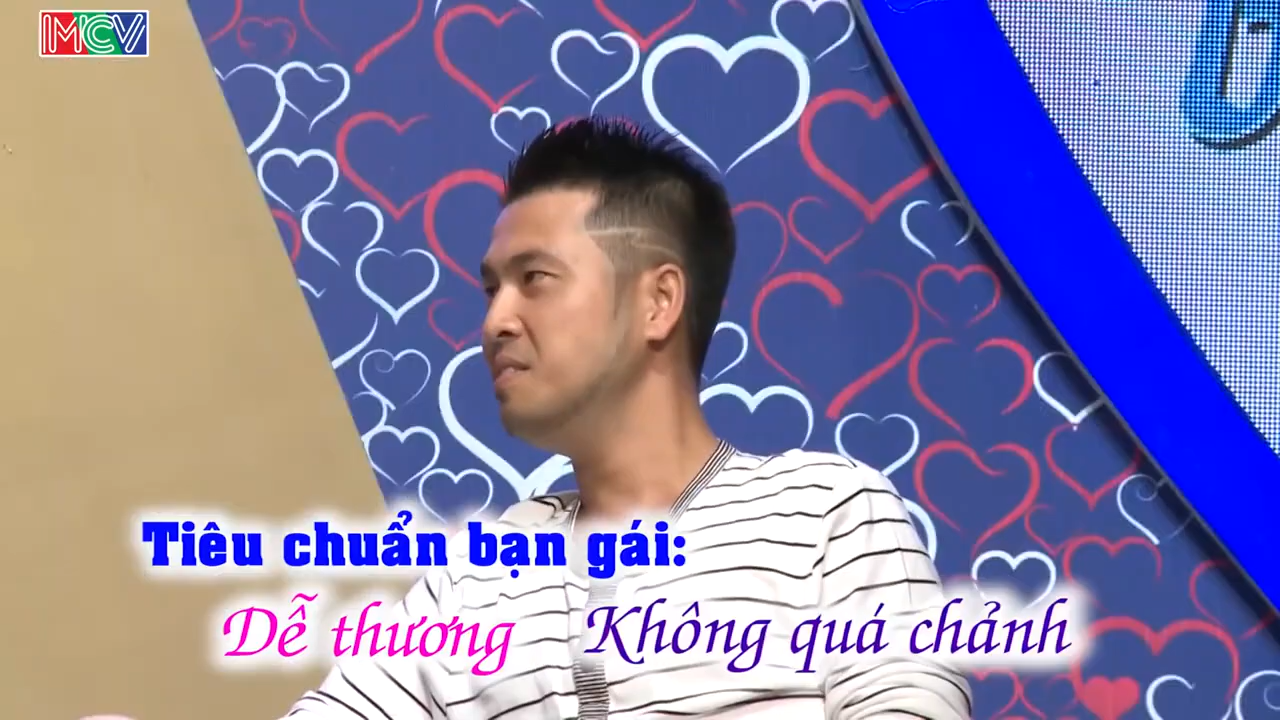 MCV
Tiêu chuẩn bạn gái:
Dễ thương Không quá chảnh